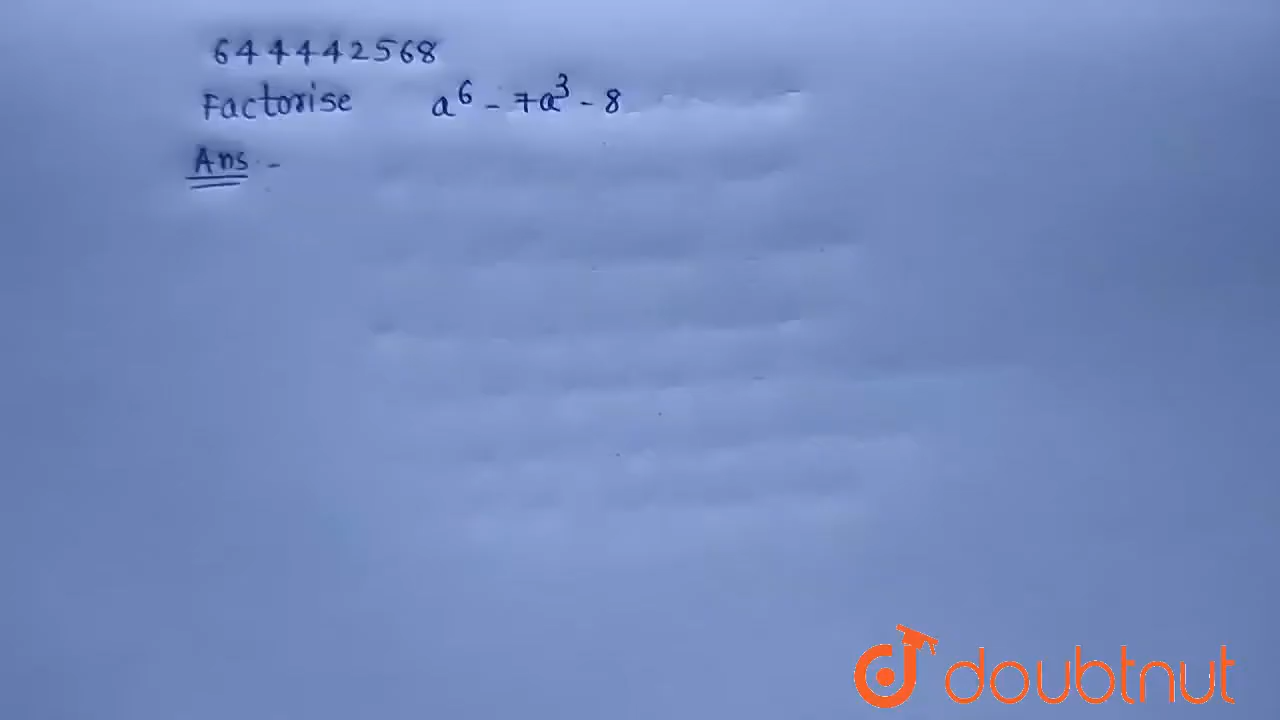 644442568
Factorise a⁶ - 7a³ - 8
Ans -
doubtnut